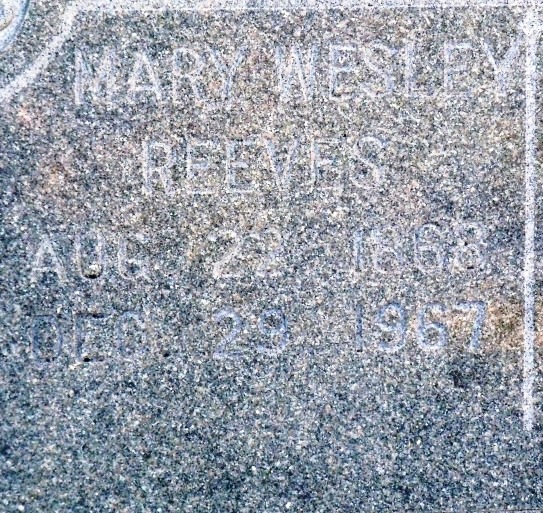 MARY WESLEY
REEVES
AUG. 22 1868
DEC. 29 1967